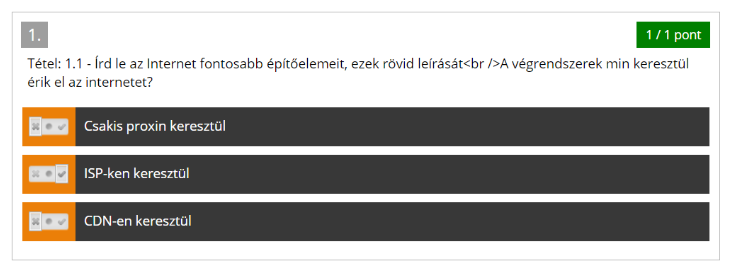 1.
1 / 1 pont
Tétel: 1.1 - Írd le az Internet fontosabb építőelemeit, ezek rövid leírását<br />A végrendszerek min keresztül
érik el az internetet?
Csakis proxin keresztül
ISP-ken keresztül
CDN-en keresztül